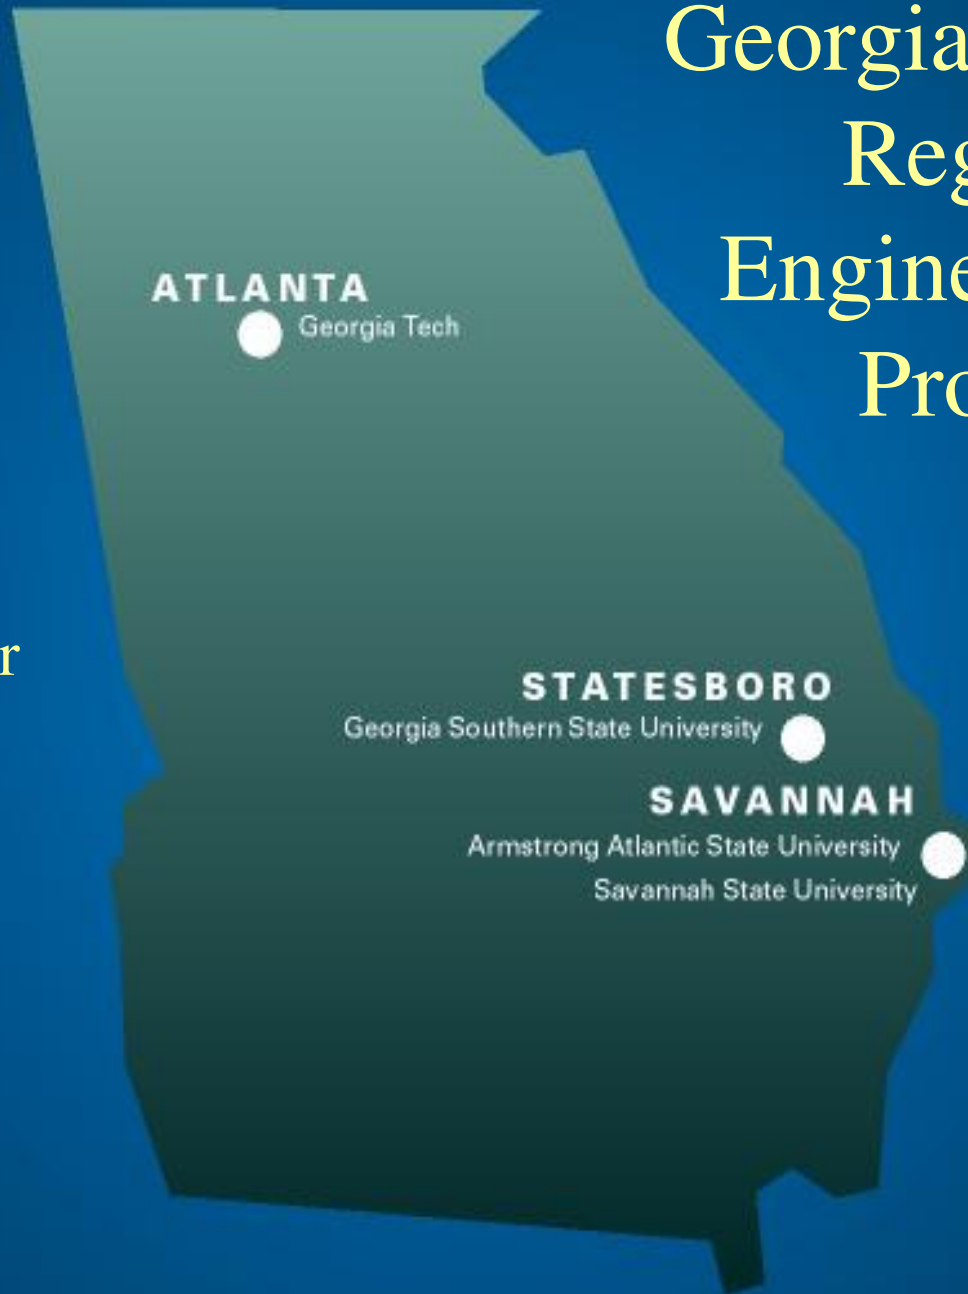 Georgia
Reg
Engine
Pro
ATLANTA
Georgia Tech
r
STATESBORO
Georgia Southern State University
SAVANNAH
Armstrong Atlantic State University
Savannah State University